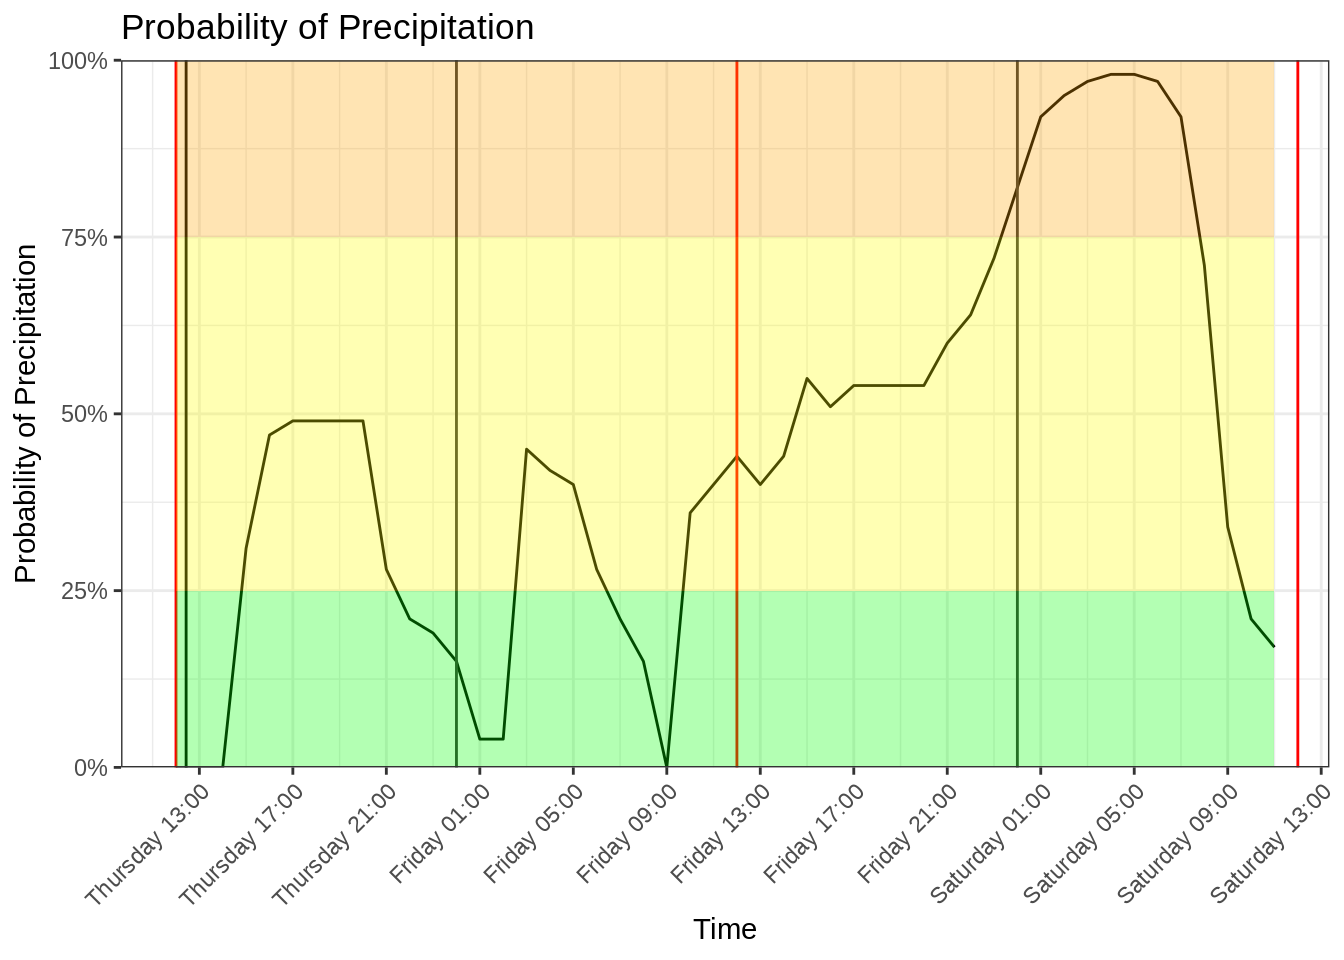 Probability of Precipitation
Probability of Precipitation
100%
75%
50%
25%
0%
Thursday 13:00
Thursday 17:00
Thursday 21:00
Friday 01:00
Friday 05:00
Friday 09:00
Friday 13:00
Friday 17:00
Friday 21:00
Saturday 01:00
Saturday 05:00
Saturday 09:00
Saturday 13:00
Time